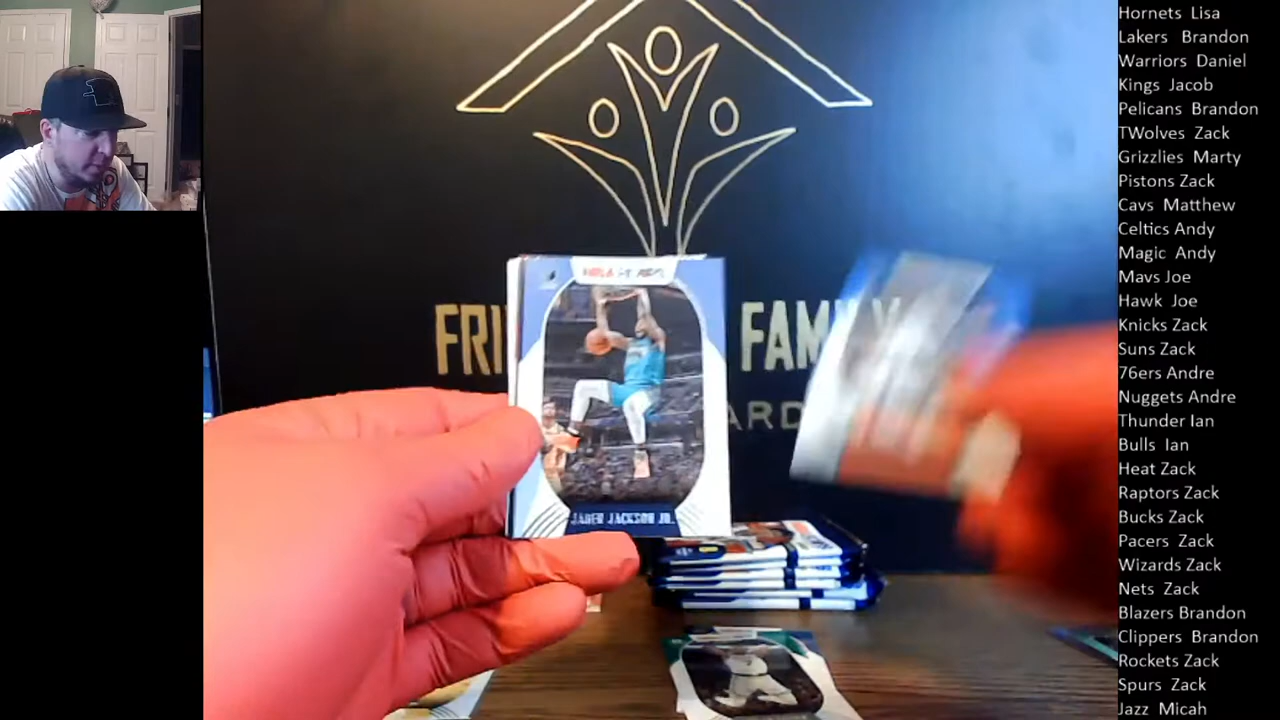 Hornets Lisa
Lakers Brandon
Warriors Daniel
Kings Jacob
Pelicans Brandon
TWolves Zack
Grizzlies Marty
Pistons Zack
Cavs Matthew
Celtics Andy
Magic Andy
Mavs Joe
Hawk Joe
Knicks Zack
Suns Zack
76ers Andre
Nuggets Andre
Thunder Ian
Bulls Ian
Heat Zack
Raptors Zack
Bucks Zack
Pacers Zack
Wizards Zack
Nets Zack
Blazers Brandon
Clippers Brandon
Rockets Zack
Spurs Zack
Jazz Micah
FRI FAM
ARD
JAREN JACKSON JR.